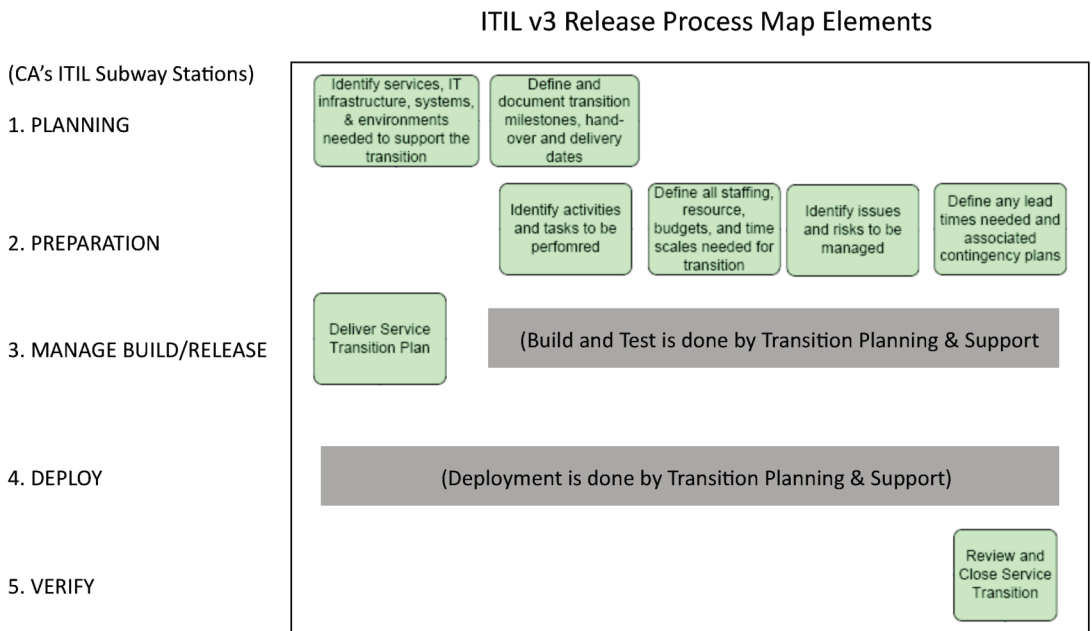 ITIL v3 Release Process Map Elements
(CA's ITIL Subway Stations)
1. PLANNING
Identify services, IT
infrastructure, systems,
& environments
needed to support the
transition
Define and
document transition
milestones, hand-
over and delivery
dates
2. PREPARATION
Identify activities
and tasks to be
perfomred
Define all staffing,
resource,
budgets, and time
scales needed for
transition
Identify issues
and risks to be
managed
Define any lead
times needed and
associated
contingency plans
3. MANAGE BUILD/RELEASE
Deliver Service
Transition Plan
(Build and Test is done by Transition Planning & Support
4. DEPLOY
(Deployment is done by Transition Planning & Support)
5. VERIFY
Review and
Close Service
Transition